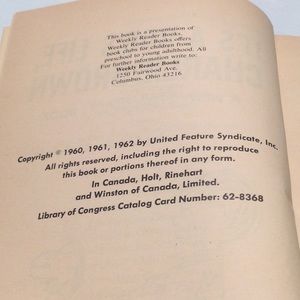 This book is a presentation of
Weekly Reader Books.
Weekly Reader Books offers
book clubs for children from
preschool to young adulthood. All
For further information write to:
Weekly Reader Books
1250 Fairwood Ave.
Columbus, Ohio 43216
Copyright © 1960, 1961, 1962 by United Feature Syndicate, Inc.
All rights reserved, including the right to reproduce
this book or portions thereof in any form.
In Canada, Holt, Rinehart
and Winston of Canada, Limited.
Library of Congress Catalog Card Number: 62-8368